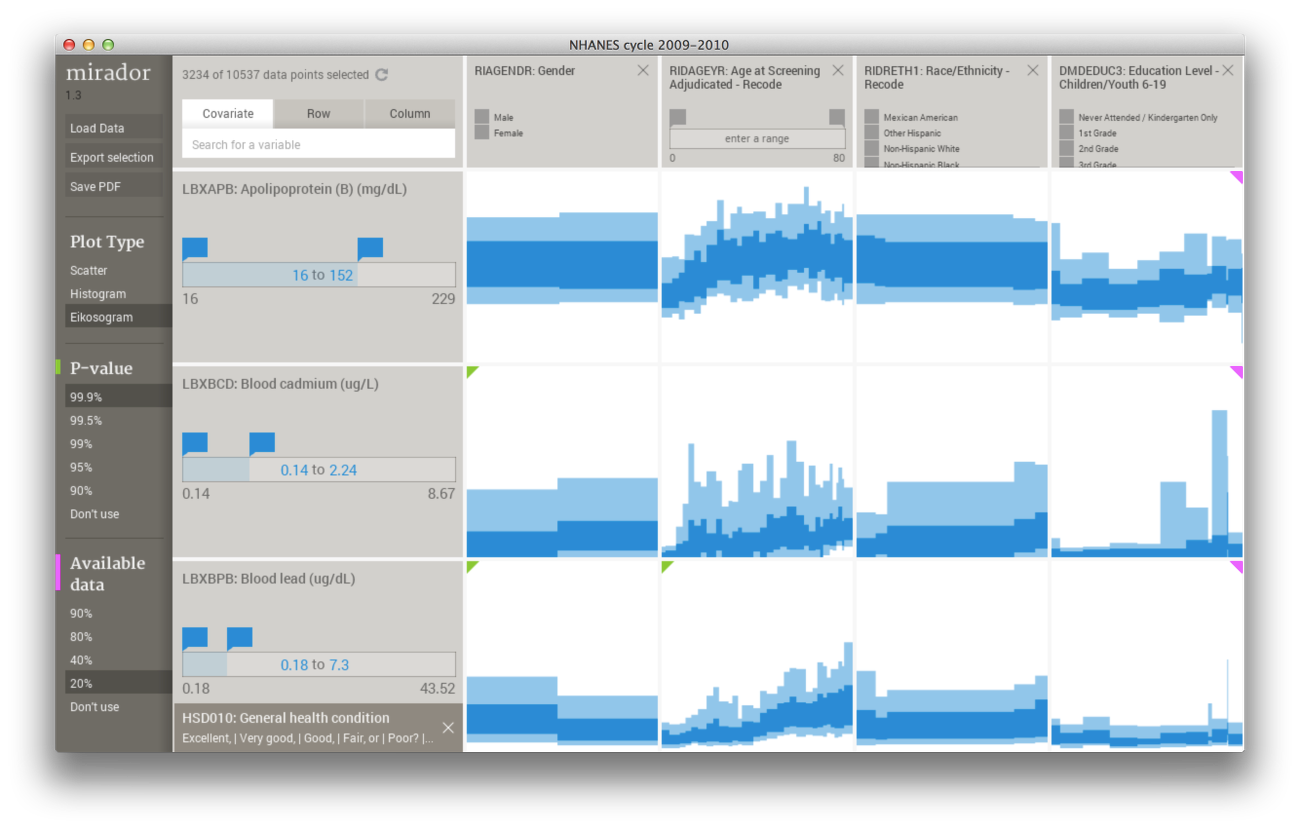 NHANES cycle 2009-2010
mirador
1.3
Load Data
Export selection
Save PDF
Plot Type
Scatter
Histogram
Eikosogram
P-value
99.9%
99.5%
99%
95%
90%
Don't use
Available
data
90%
80%
40%
20%
Don't use
3234 of 10537 data points selected
Covariate Row Column
Search for a variable
RIAGENDR: Gender
Male
Female
RIDAGEYR: Age at Screening
Adjudicated - Recode
enter a range
0 80
RIDRETH1: Race/Ethnicity -
Recode
Mexican American
Other Hispanic
Non-Hispanic White
Non-Hispanic Black
DMDEDUC3: Education Level -
Children/Youth 6-19
Never Attended / Kindergarten Only
1st Grade
2nd Grade
3rd Grade
LBXAPB: Apolipoprotein (B) (mg/dL)
16 to 152
16 229
LBXBCD: Blood cadmium (ug/L)
0.14 to 2.24
0.14 8.67
LBXBPB: Blood lead (ug/dL)
0.18 to 7.3
0.18 43.52
HSD010: General health condition
Excellent, | Very good, | Good, | Fair, or | Poor? |...